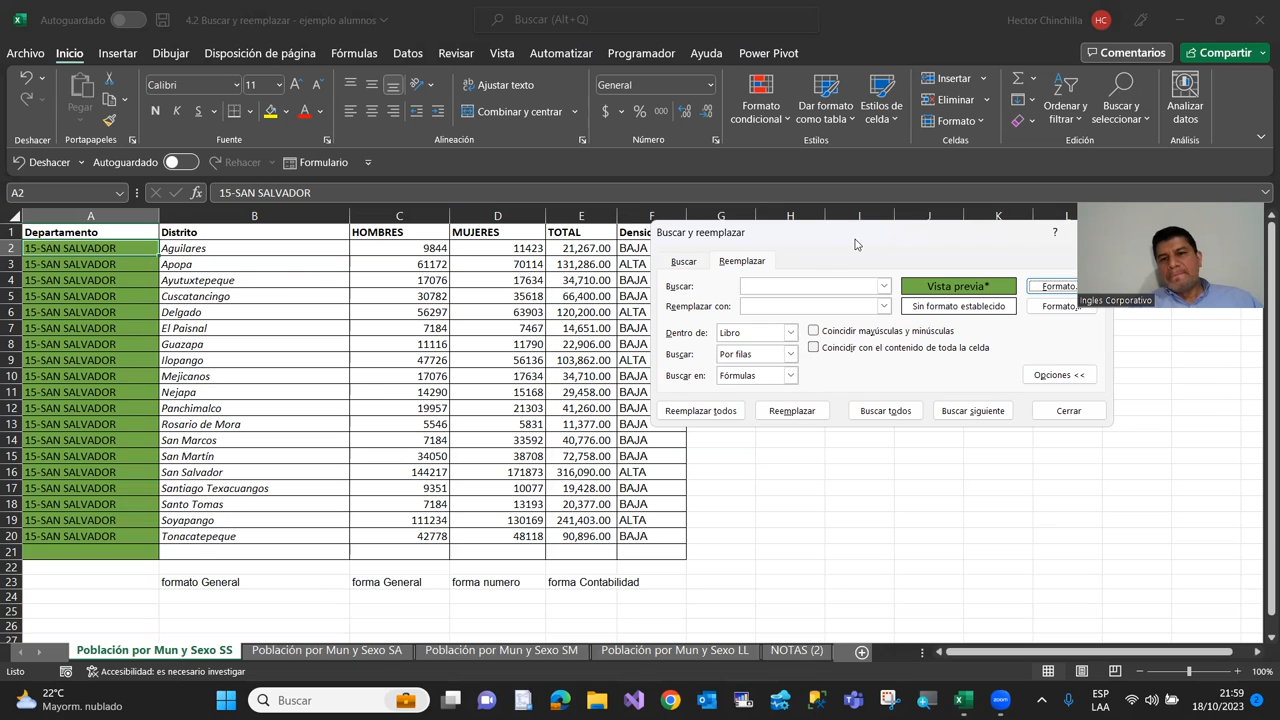 Autoguardado
4.2 Buscar y reemplazar - ejemplo alumnos
Buscar (Alt+Q)
Hector Chinchilla
HC
Archivo Inicio Insertar Dibujar Disposición de página Fórmulas Datos Revisar Vista Automatizar Programador Ayuda Power Pivot
Comentarios
Compartir
Pegar
Calibri 11
N K S
Ajustar texto
Combinar y centrar
General
$ % 000
Formato condicional
Dar formato como tabla
Estilos de celda
Insertar
Eliminar
Formato
Ordenar y filtrar
Buscar y seleccionar
Analizar datos
Deshacer Portapapeles Fuente Alineación Número Estilos Celdas Edición Análisis
Deshacer Autoguardado Rehacer Formulario
A2 fx 15-SAN SALVADOR
A B C D E F G H I J K L
1 Departamento Distrito HOMBRES MUJERES TOTAL Densid
2 15-SAN SALVADOR Aguilares 9844 11423 21,267.00 BAJA
3 15-SAN SALVADOR Apopa 61172 70114 131,286.00 ALTA
4 15-SAN SALVADOR Ayutuxtepeque 17076 17634 34,710.00 BAJA
5 15-SAN SALVADOR Cuscatancingo 30782 35618 66,400.00 BAJA
6 15-SAN SALVADOR Delgado 56297 63903 120,200.00 ALTA
7 15-SAN SALVADOR El Paisnal 7184 7467 14,651.00 BAJA
8 15-SAN SALVADOR Guazapa 11116 11790 22,906.00 BAJA
9 15-SAN SALVADOR Ilopango 47726 56136 103,862.00 ALTA
10 15-SAN SALVADOR Mejicanos 17076 17634 34,710.00 BAJA
11 15-SAN SALVADOR Nejapa 14290 15168 29,458.00 BAJA
12 15-SAN SALVADOR Panchimalco 19957 21303 41,260.00 BAJA
13 15-SAN SALVADOR Rosario de Mora 5546 5831 11,377.00 BAJA
14 15-SAN SALVADOR San Marcos 7184 33592 40,776.00 BAJA
15 15-SAN SALVADOR San Martín 34050 38708 72,758.00 BAJA
16 15-SAN SALVADOR San Salvador 144217 171873 316,090.00 ALTA
17 15-SAN SALVADOR Santiago Texacuangos 9351 10077 19,428.00 BAJA
18 15-SAN SALVADOR Santo Tomas 7184 13193 20,377.00 BAJA
19 15-SAN SALVADOR Soyapango 111234 130169 241,403.00 ALTA
20 15-SAN SALVADOR Tonacatepeque 42778 48118 90,896.00 BAJA
21
22
23 formato General forma General forma numero forma Contabilidad
24
25
26
27
Buscar y reemplazar ?
Buscar Reemplazar
Buscar: Vista previa* Formato..
Reemplazar con: Sin formato establecido Formato..
Dentro de: Libro Coincidir mayúsculas y minúsculas
Buscar: Por filas Coincidir con el contenido de toda la celda
Buscar en: Fórmulas Opciones <<
Reemplazar todos Reemplazar Buscar todos Buscar siguiente Cerrar
Ingles Corporativo
Población por Mun y Sexo SS Población por Mun y Sexo SA Población por Mun y Sexo SM Población por Mun y Sexo LL NOTAS (2)
Listo Accesibilidad: es necesario investigar 100%
22°C
Mayorm. nublado
Buscar
zoom
ESP
LAA
21:59
18/10/2023